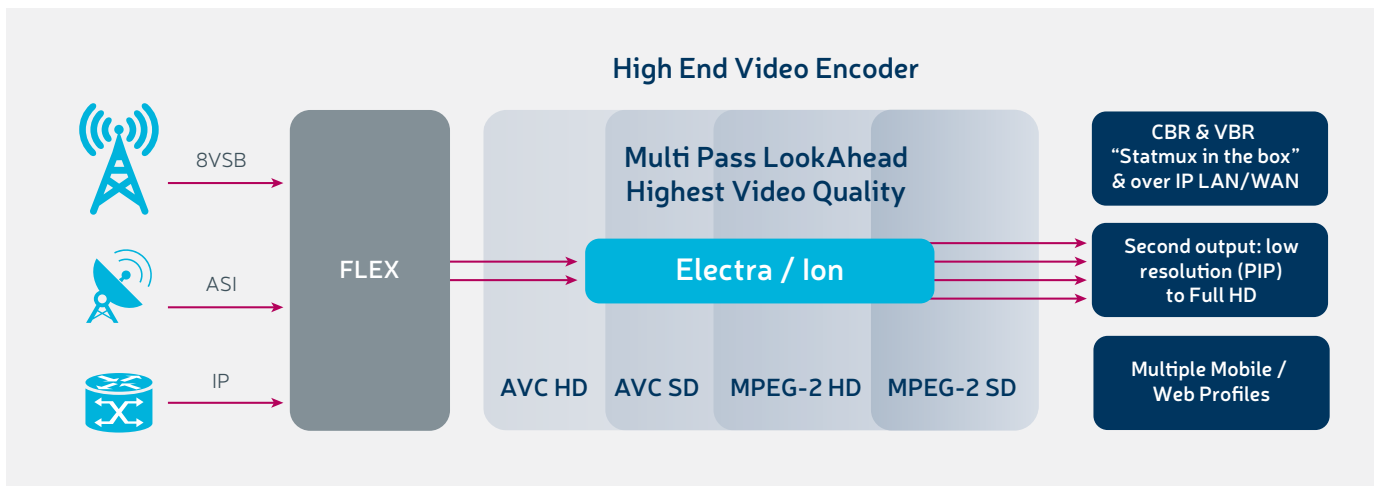 High End Video Encoder
8VSB
ASI
IP
FLEX
Multi Pass LookAhead
Highest Video Quality
Electra / Ion
AVC HD
AVC SD
MPEG-2 HD
MPEG-2 SD
CBR & VBR
“Statmux in the box”
& over IP LAN/WAN
Second output: low
resolution (PIP)
to Full HD
Multiple Mobile /
Web Profiles